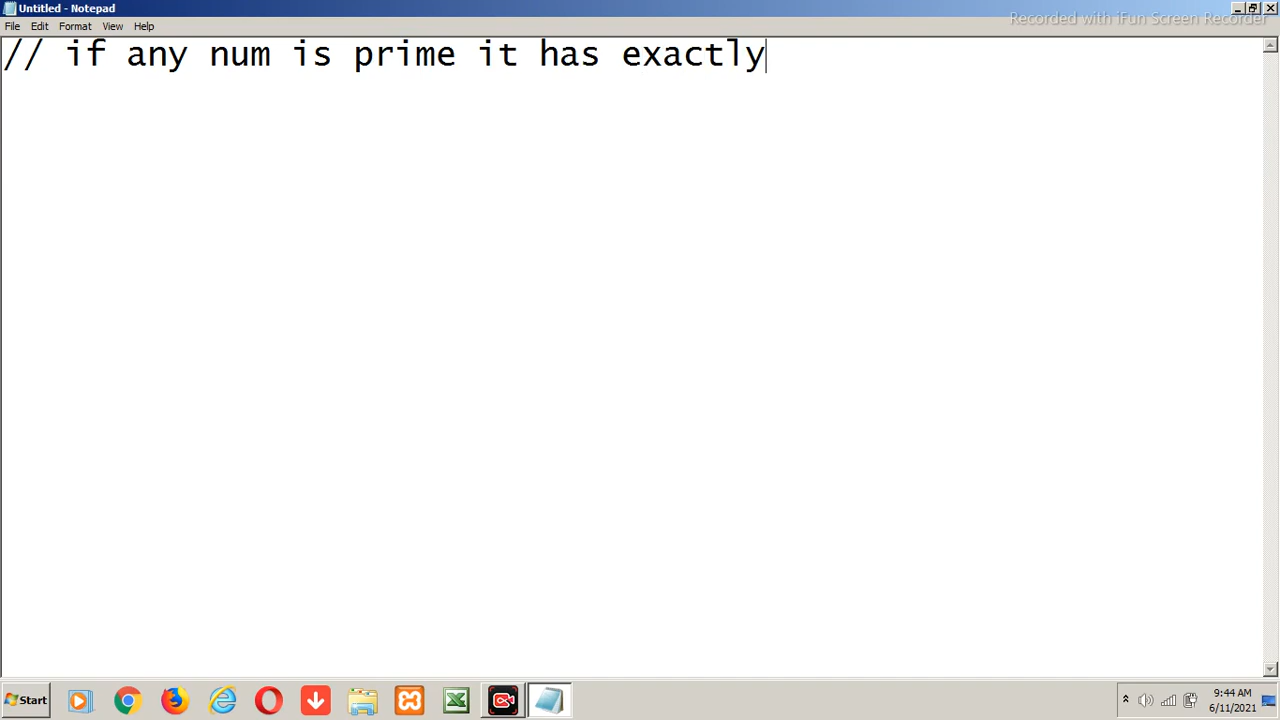 Untitled - Notepad
File Edit Format View Help
Recorded with iFun Screen Recorder
// if any num is prime it has exactly
Start
9:44 AM
6/11/2021